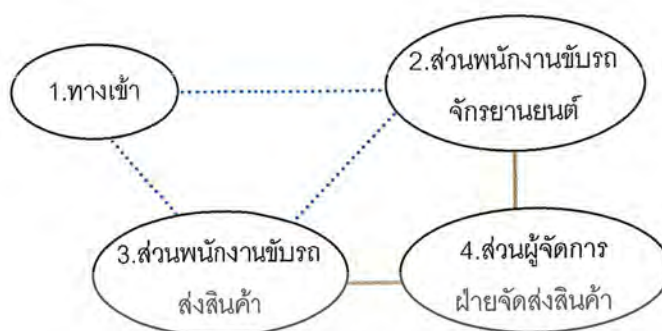 1.ทางเข้า
2.ส่วนพนักงานขับรถ
จักรยานยนต์
3.ส่วนพนักงานขับรถ
ส่งสินค้า
4.ส่วนผู้จัดการ
ฝ่ายจัดส่งสินค้า